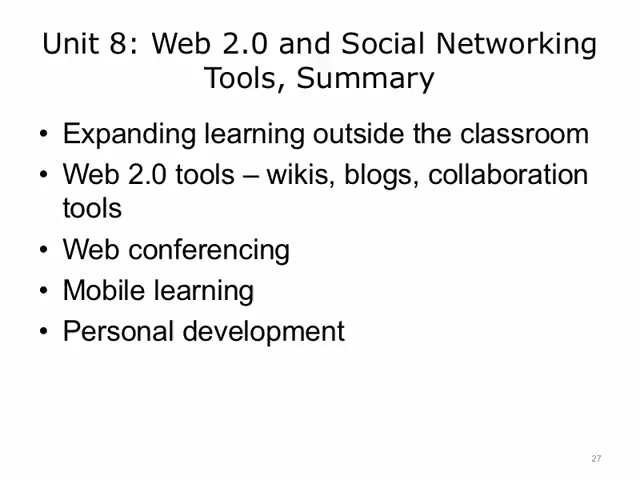 Unit 8: Web 2.0 and Social Networking
Tools, Summary
• Expanding learning outside the classroom
• Web 2.0 tools – wikis, blogs, collaboration
tools
• Web conferencing
• Mobile learning
• Personal development
27